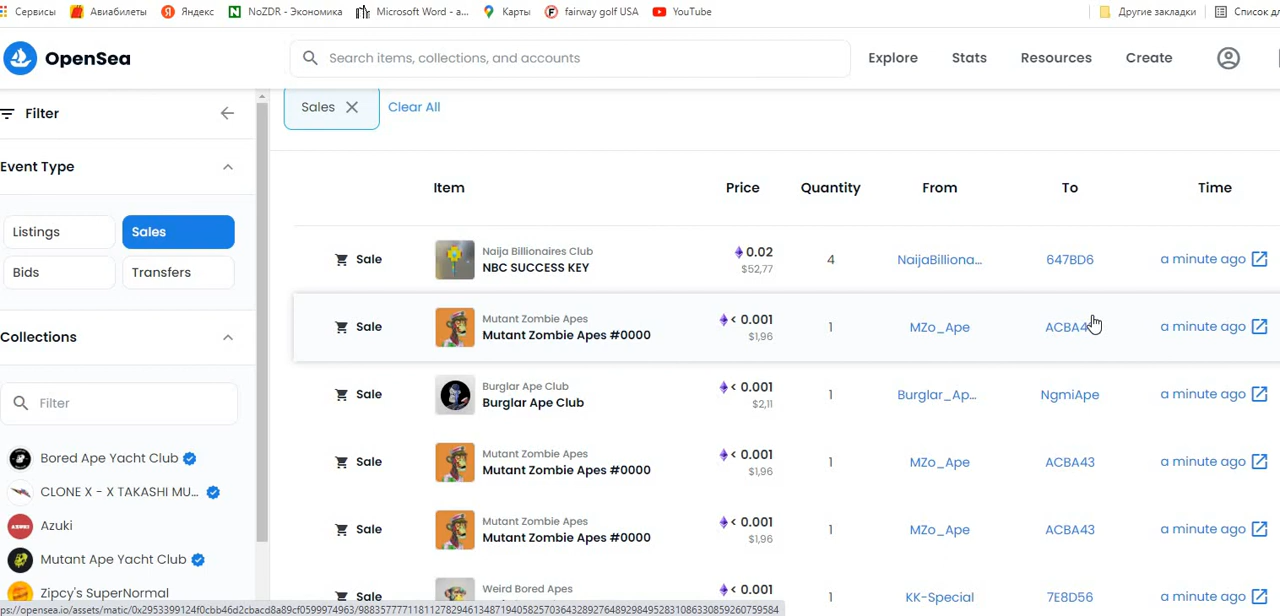 Сервисы Авиабилеты Яндекс NoZDR - Экономика Microsoft Word - a... Карты fairway golf USA YouTube Другие закладки Список дл
OpenSea Search items, collections, and accounts Explore Stats Resources Create
Filter
Sales Clear All
Event Type
Listings Sales
Bids Transfers
Collections
Filter
Bored Ape Yacht Club
CLONE X - X TAKASHI MU...
Azuki
Mutant Ape Yacht Club
Zipcy's SuperNormal
Item Price Quantity From To Time
Sale Naija Billionaires Club 0.02 4 NaijaBilliona... 647BD6 a minute ago
NBC SUCCESS KEY $52,77
Sale Mutant Zombie Apes < 0.001 1 MZo_Ape ACBA4 a minute ago
Mutant Zombie Apes #0000 $1,96
Sale Burglar Ape Club < 0.001 1 Burglar_Ap... NgmiApe a minute ago
Burglar Ape Club $2,11
Sale Mutant Zombie Apes < 0.001 1 MZo_Ape ACBA43 a minute ago
Mutant Zombie Apes #0000 $1,96
Sale Mutant Zombie Apes < 0.001 1 MZo_Ape ACBA43 a minute ago
Mutant Zombie Apes #0000 $1,96
Sale Weird Bored Apes < 0.001 1 KK-Special 7E8D56 a minute ago